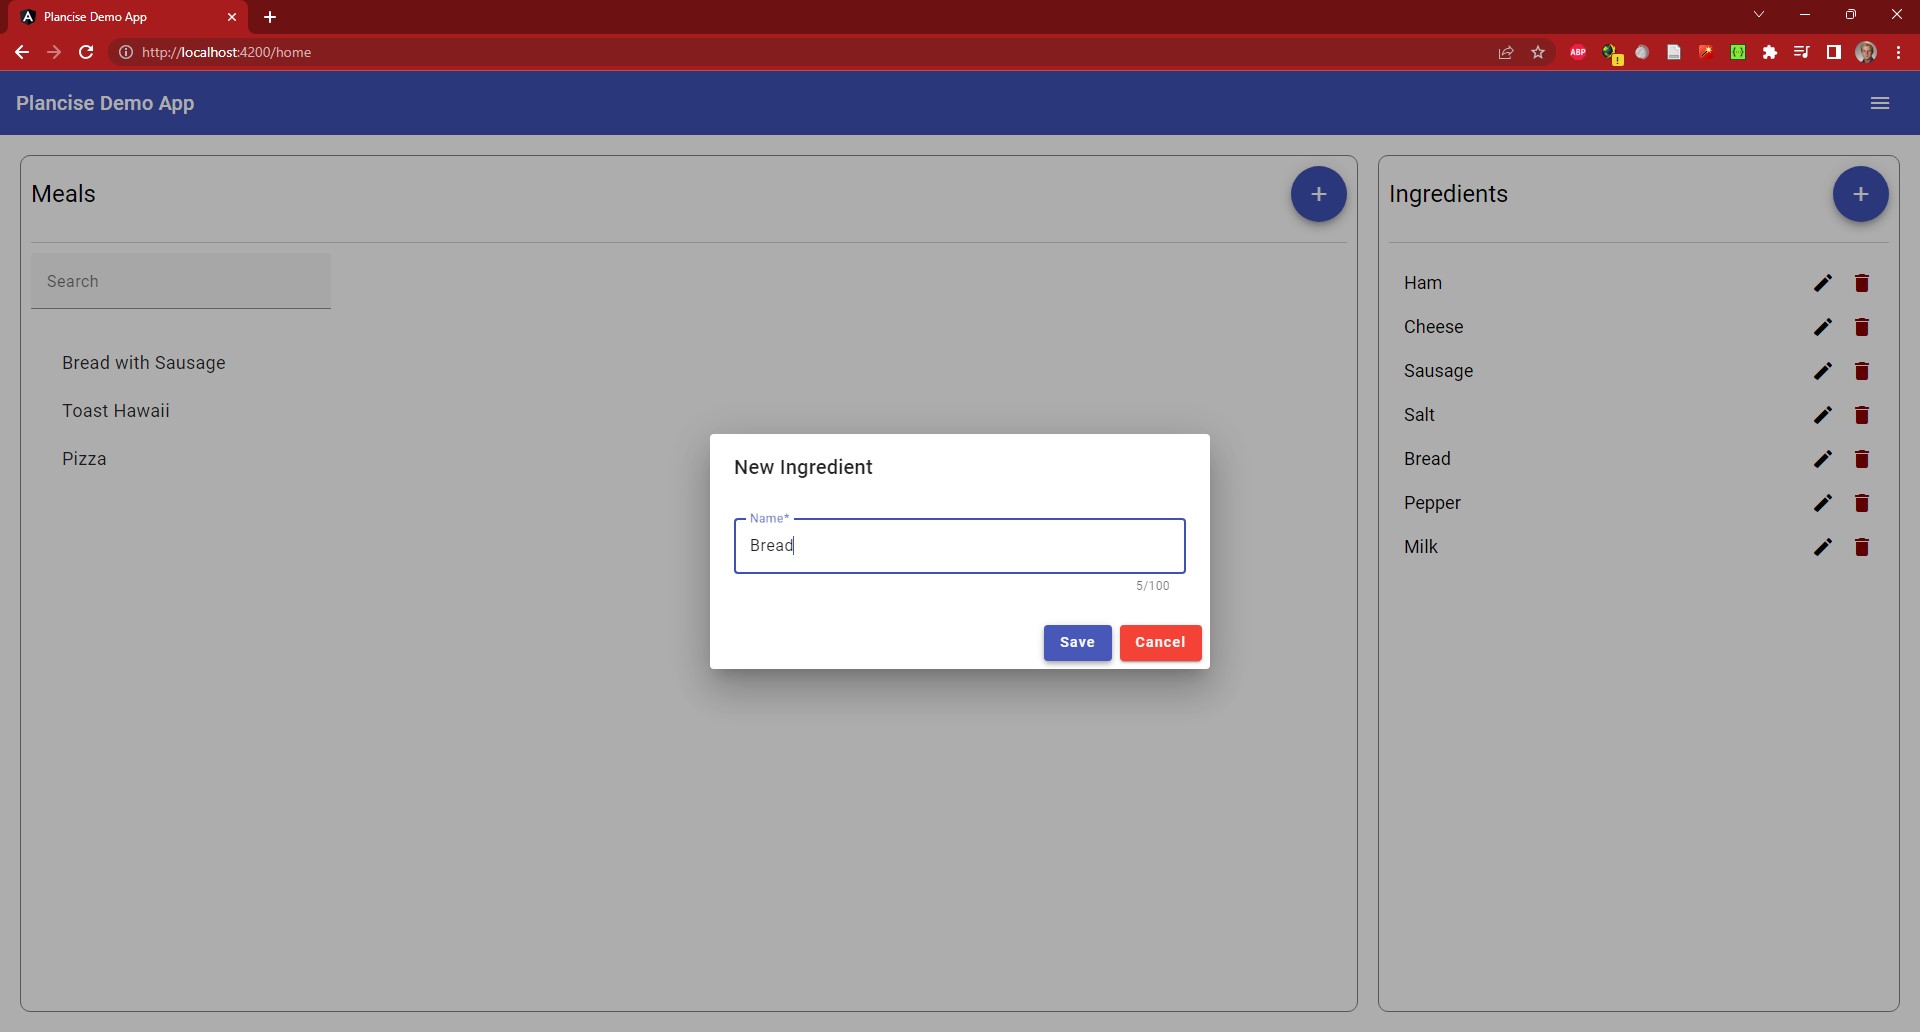 Plancise Demo App
http://localhost:4200/home
ABP
Plancise Demo App
Meals
Search
Bread with Sausage
Toast Hawaii
Pizza
Ingredients
Ham
Cheese
Sausage
Salt
Bread
Pepper
Milk
New Ingredient
Name*
Bread
5/100
Save
Cancel